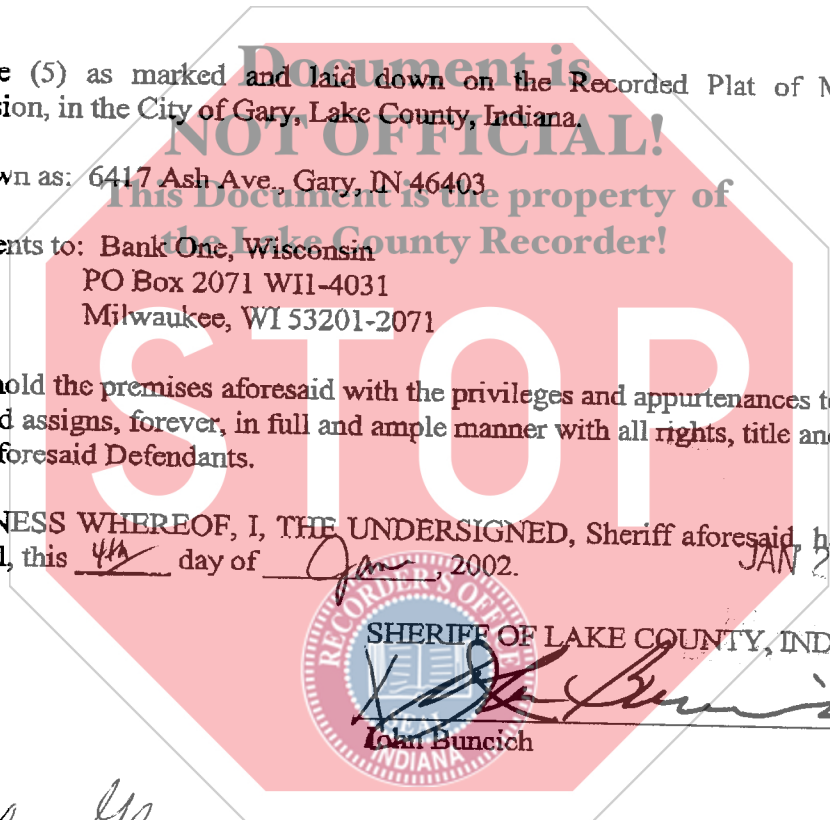 Document is
e (5) as marked and laid down on the Recorded Plat of M
sion, in the City of Gary, Lake County, Indiana.
NOT OFFICIAL!
wn as: 6417 Ash Ave., Gary, IN 46403
This Document is the property of
the Lake County Recorder!
ents to: Bank One, Wisconsin
PO Box 2071 WI1-4031
Milwaukee, WI 53201-2071
STOP
hold the premises aforesaid with the privileges and appurtenances t
d assigns, forever, in full and ample manner with all rights, title and
foresaid Defendants.
NESS WHEREOF, I, THE UNDERSIGNED, Sheriff aforesaid, h
l, this 4th day of Jan, 2002.
JAN 2
RECORDER'S OFFICE
SEAL
INDIANA
SHERIFF OF LAKE COUNTY, IND
John Buncich